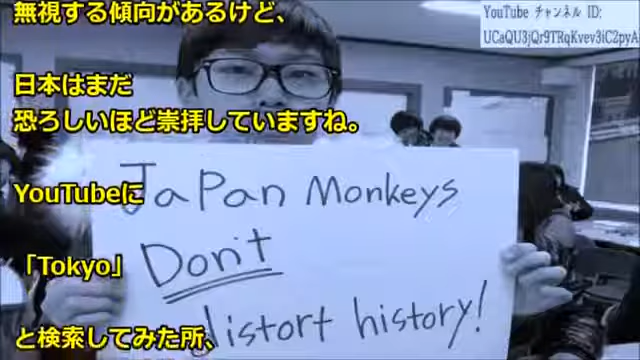 無視する傾向があるけど、
YouTube チャンネル ID:
UCaQU3jQr9TRqKvev3iC2pyA
日本はまだ
恐ろしいほど崇拝していますね。
Japan Monkeys
YouTubeに
Don't
「Tokyo」
distort history!
と検索してみた所、